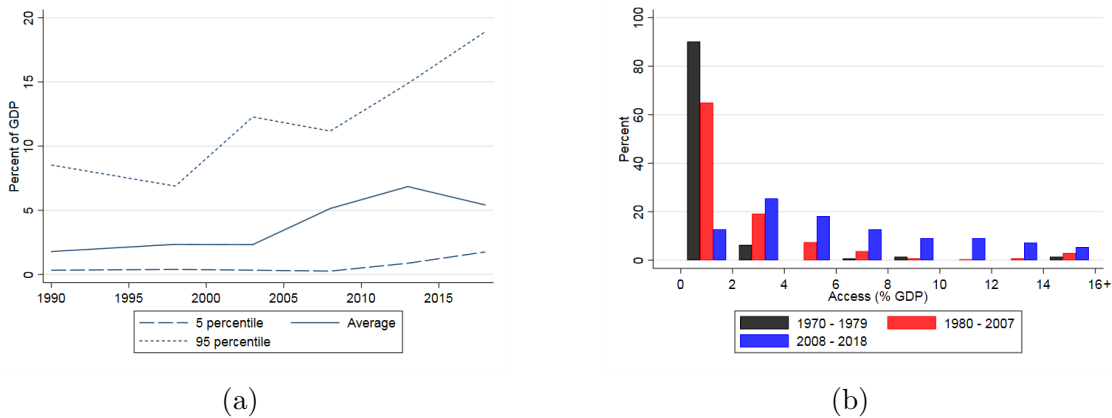 Percent of GDP
20
15
10
5
0
1990 1995 2000 2005 2010 2015
5 percentile Average
95 percentile
(a)
Percent
100
80
60
40
20
0
0 2 4 6 8 10 12 14 16+
Access (% GDP)
1970 - 1979 1980 - 2007
2008 - 2018
(b)